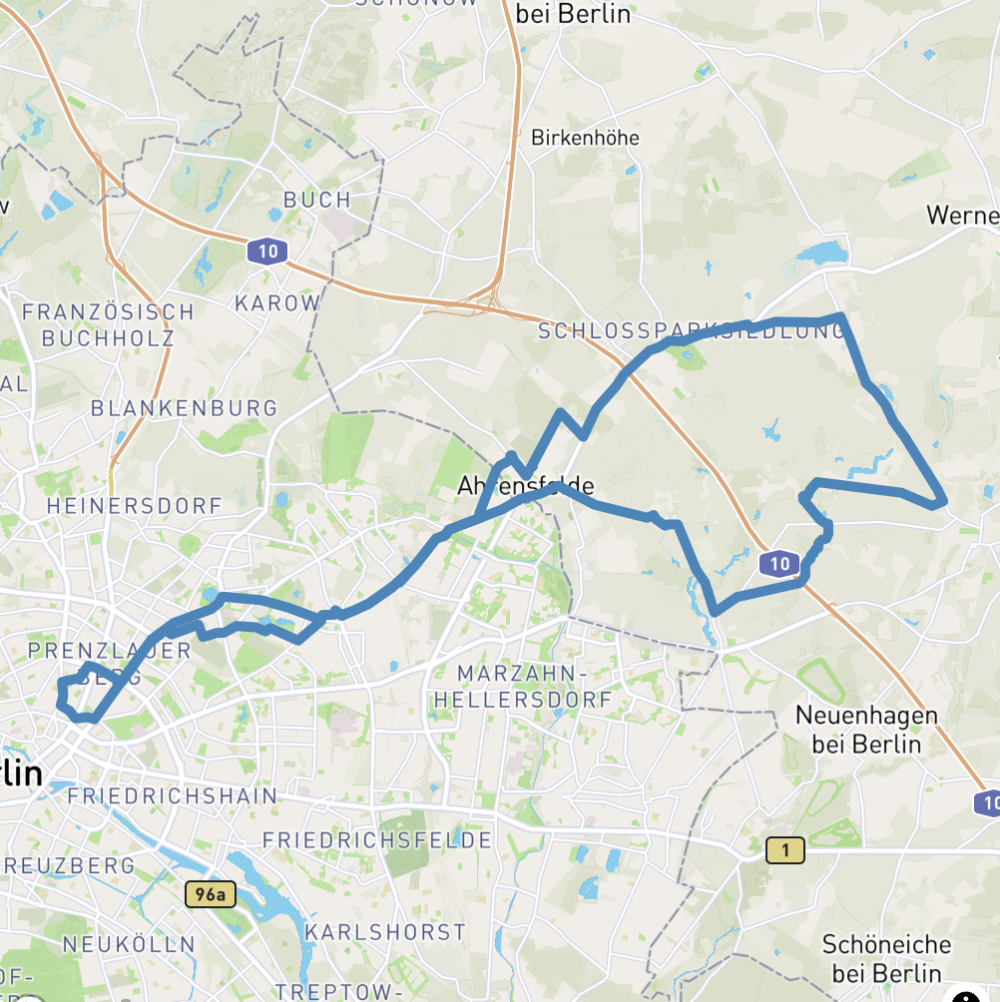 SCHÖNOW
bei Berlin
Birkenhöhe
BUCH
w
Werne
10
KAROW
FRANZÖSISCH
BUCHHOLZ
SCHLOSSPARKSIEDLUNG
AL
BLANKENBURG
Ahrensfelde
HEINERSDORF
10
PRENZLAUER
BERG
MARZAHN-
HELLERSDORF
Neuenhagen
bei Berlin
rlin
FRIEDRICHSHAIN
10
FRIEDRICHSFELDE
1
REUZBERG
96a
KARLSHORST
NEUKÖLLN
Schöneiche
bei Berlin
OF-
TREPTOW-